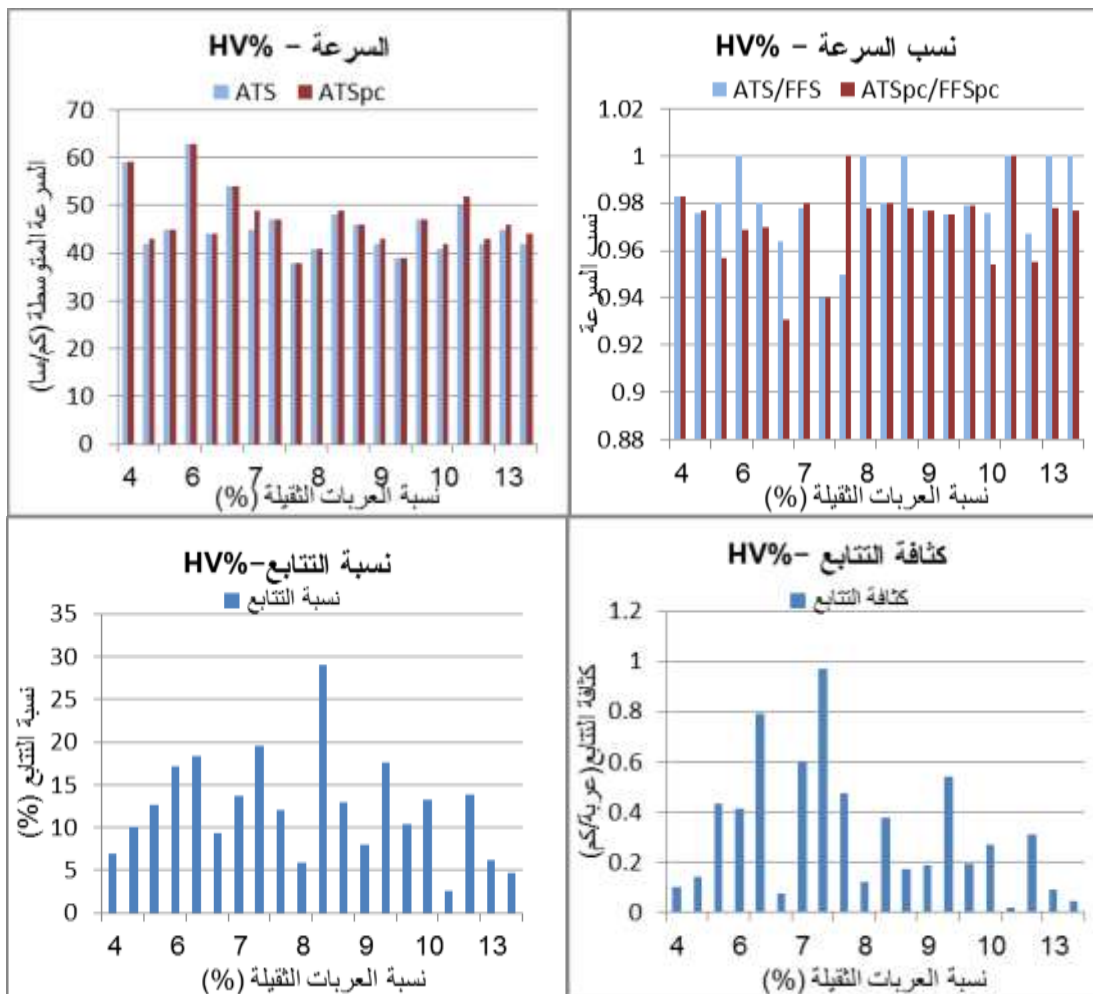 السرعة - HV%
ATS ATSpc
السرعة المتوسطة (كم/سا)
70
60
50
40
30
20
10
0
4 6 7 8 9 10 13
نسبة العربات الثقيلة (%)
نسب السرعة - HV%
ATS/FFS ATSpc/FFSpc
نسب السرعة
1.02
1
0.98
0.96
0.94
0.92
0.9
0.88
4 6 7 8 9 10 13
نسبة العربات الثقيلة (%)
نسبة التتابع-HV%
نسبة التتابع
نسبة التتابع (%)
35
30
25
20
15
10
5
0
4 6 7 8 9 10 13
نسبة العربات الثقيلة (%)
كثافة التتابع -HV%
كثافة التتابع
كثافة التتابع(عربة/كم)
1.2
1
0.8
0.6
0.4
0.2
0
4 6 7 8 9 10 13
نسبة العربات الثقيلة (%)